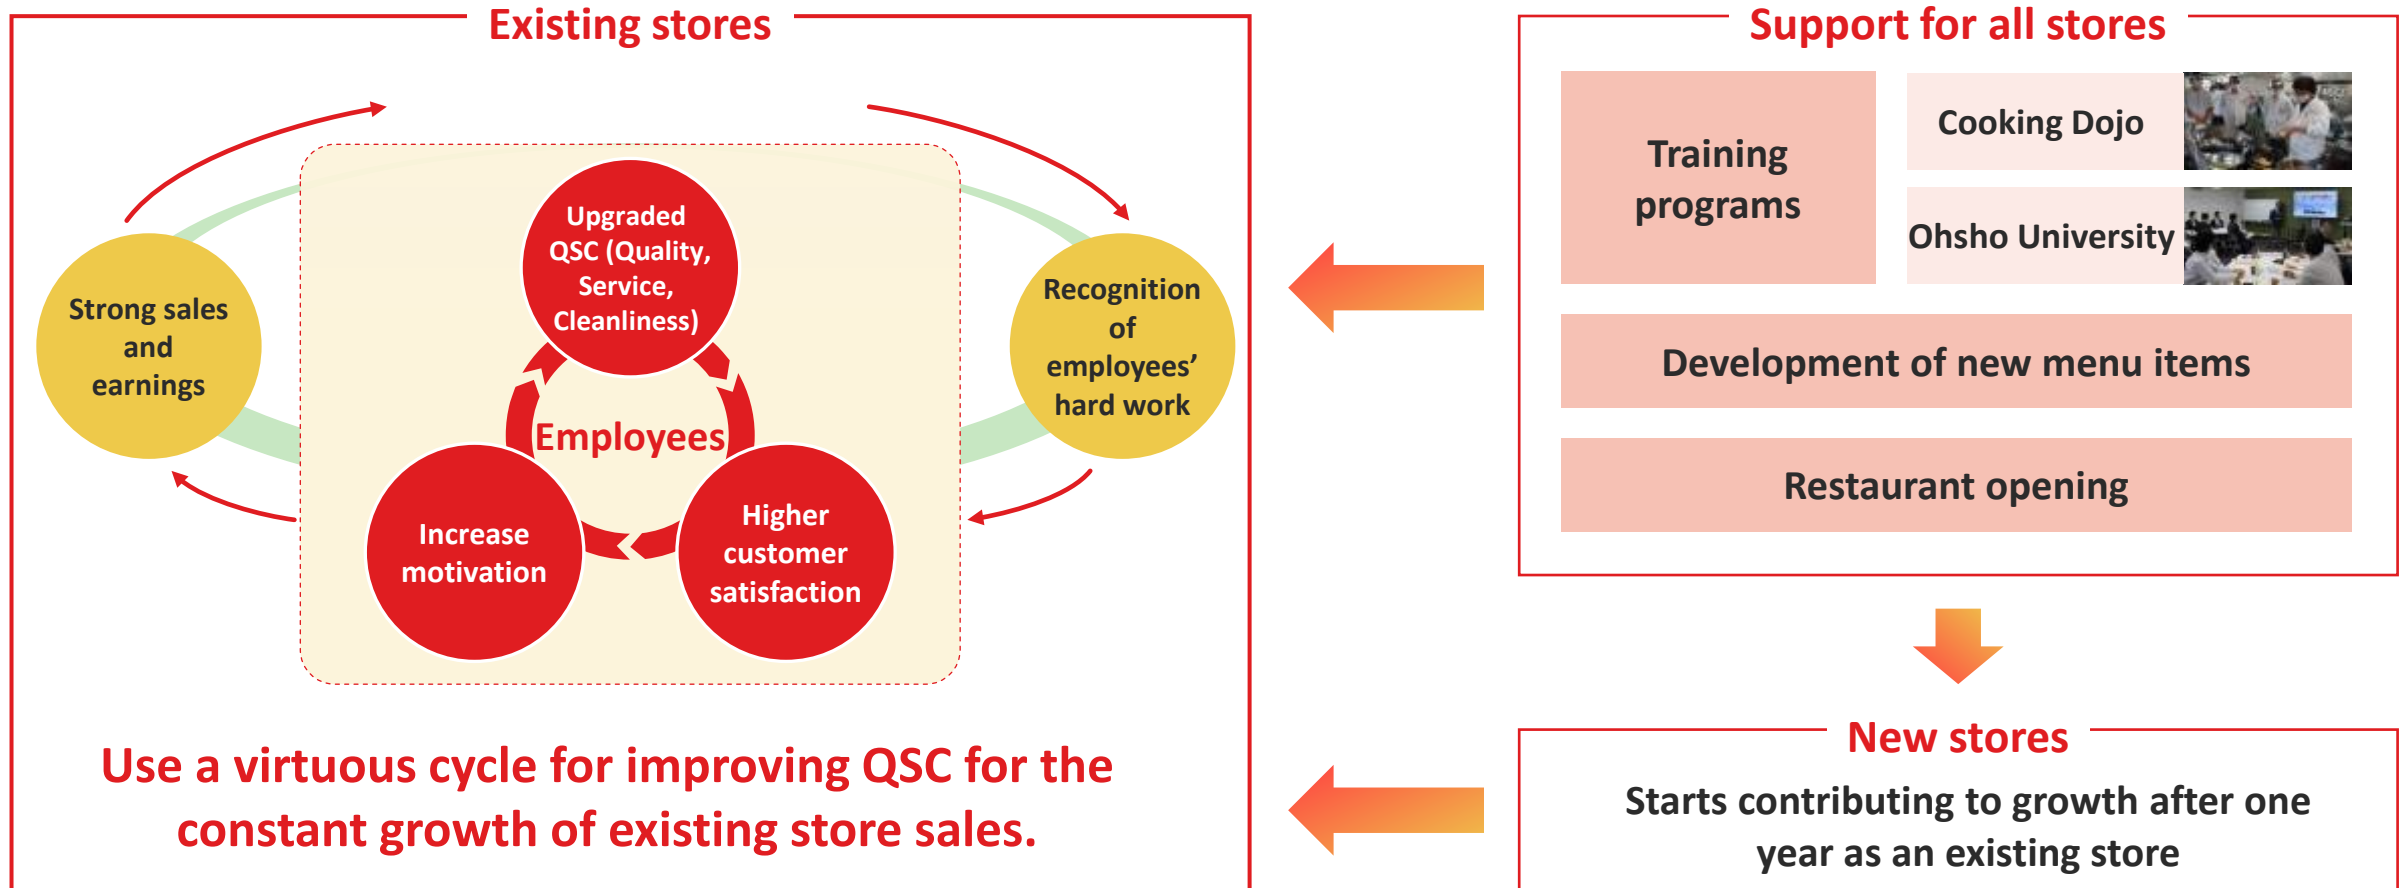 Existing stores
Strong sales
and
earnings
Upgraded
QSC (Quality,
Service,
Cleanliness)
Employees
Increase
motivation
Higher
customer
satisfaction
Recognition
of
employees’
hard work
Use a virtuous cycle for improving QSC for the
constant growth of existing store sales.
Support for all stores
Training
programs
Cooking Dojo
Ohsho University
Development of new menu items
Restaurant opening
New stores
Starts contributing to growth after one
year as an existing store